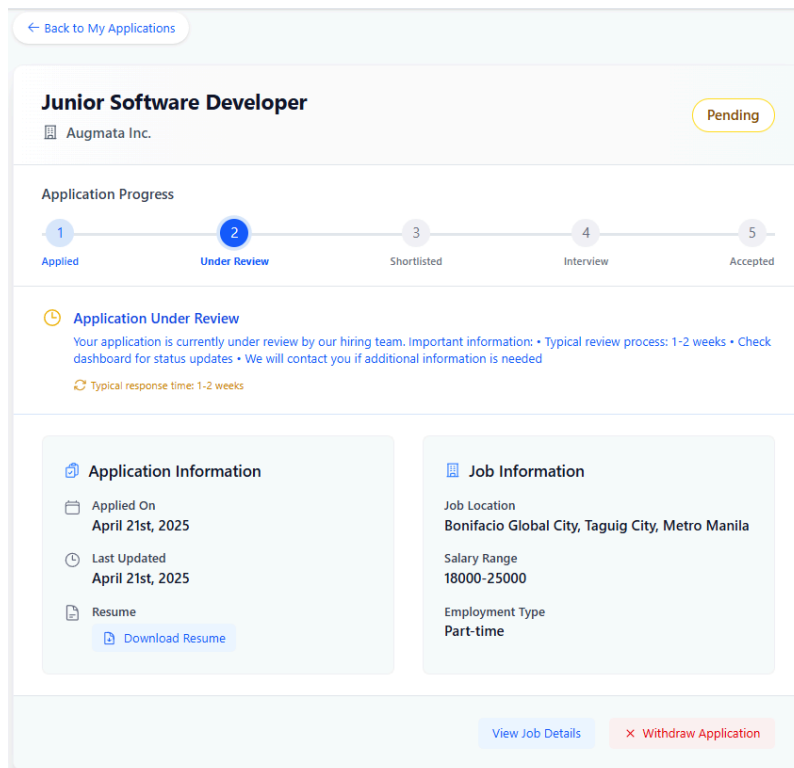 ← Back to My Applications
Junior Software Developer
Augmata Inc.
Pending
Application Progress
1
2
3
4
5
Applied
Under Review
Shortlisted
Interview
Accepted
Application Under Review
Your application is currently under review by our hiring team. Important information: • Typical review process: 1-2 weeks • Check
dashboard for status updates • We will contact you if additional information is needed
Typical response time: 1-2 weeks
Application Information
Applied On
April 21st, 2025
Last Updated
April 21st, 2025
Resume
Download Resume
Job Information
Job Location
Bonifacio Global City, Taguig City, Metro Manila
Salary Range
18000-25000
Employment Type
Part-time
View Job Details
× Withdraw Application